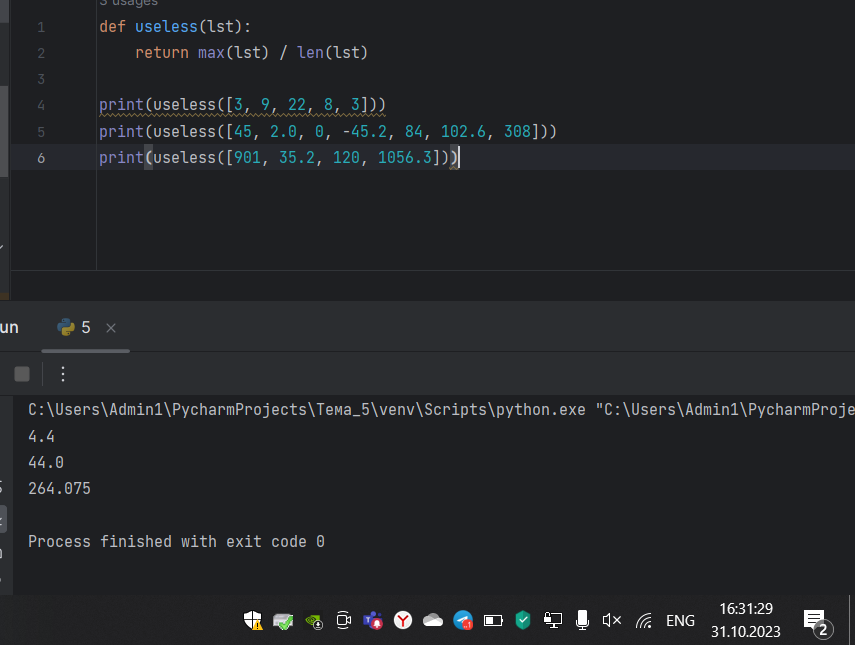 3 usages
1 def useless(lst):
2 return max(lst) / len(lst)
3
4 print(useless([3, 9, 22, 8, 3]))
5 print(useless([45, 2.0, 0, -45.2, 84, 102.6, 308]))
6 print(useless([901, 35.2, 120, 1056.3]))
un 5
C:\Users\Admin1\PycharmProjects\Тема_5\venv\Scripts\python.exe "C:\Users\Admin1\PycharmProje
4.4
44.0
264.075
Process finished with exit code 0
ENG
16:31:29
31.10.2023
2